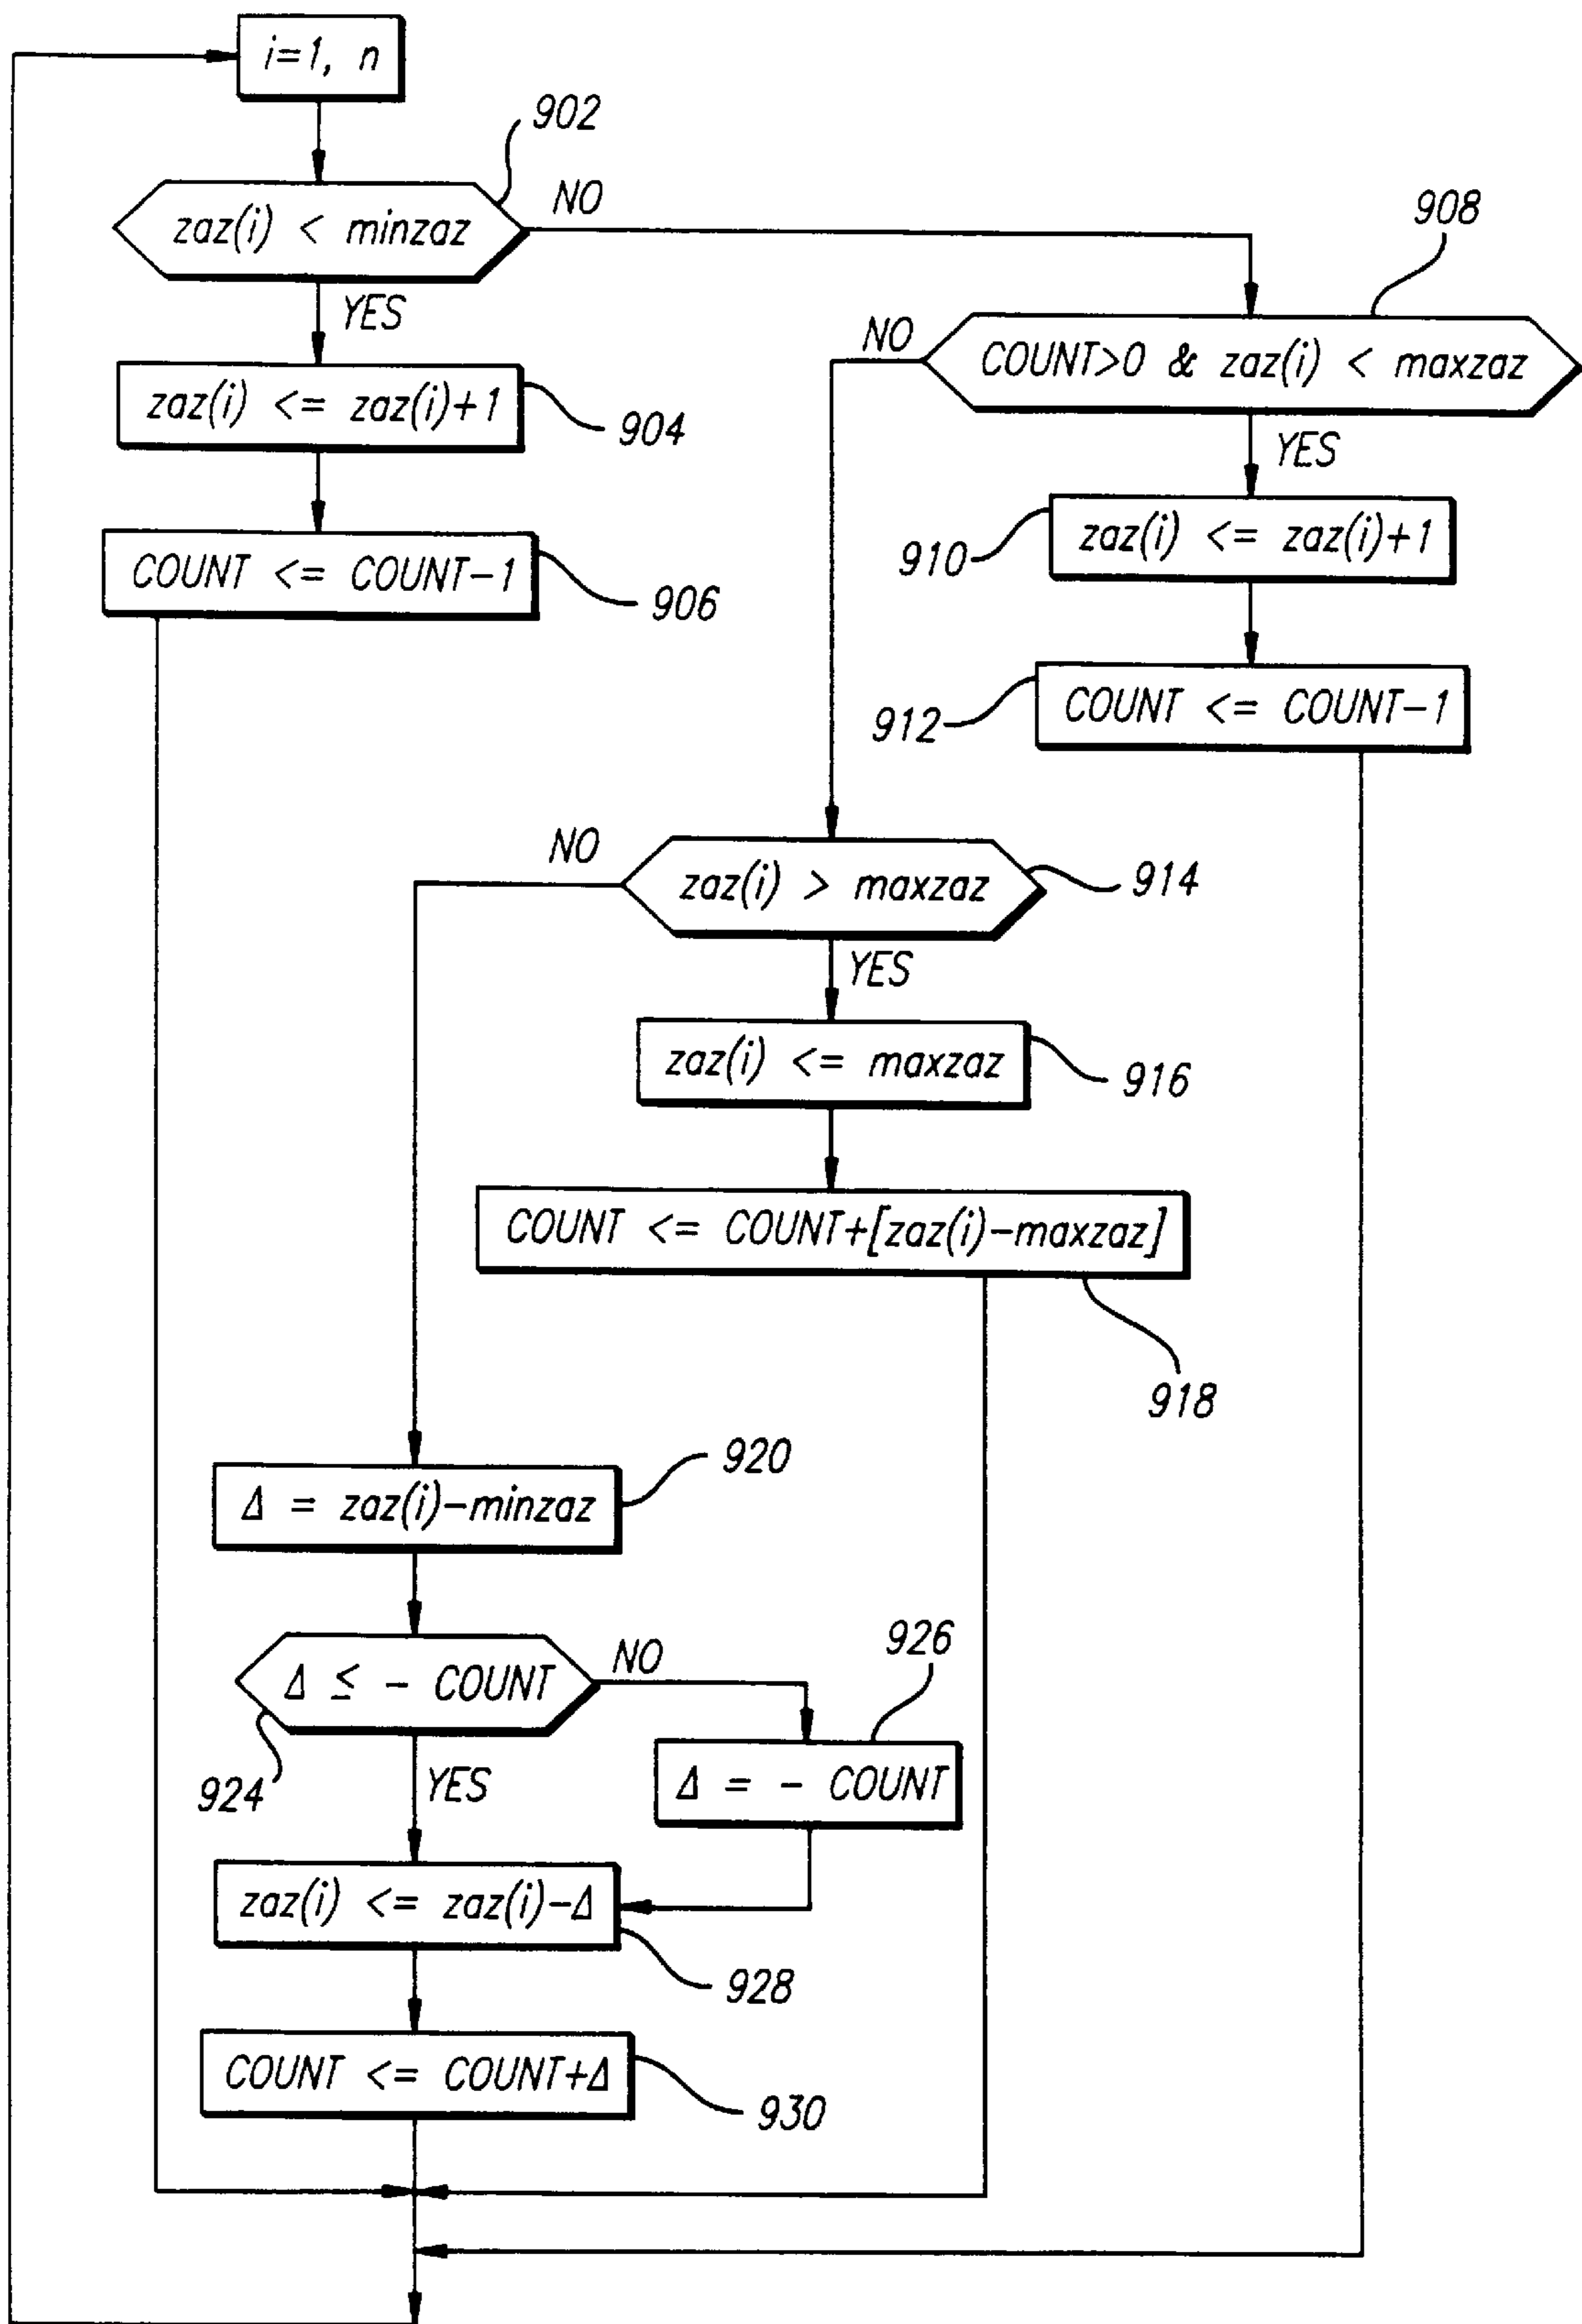 i=1, n
902
zaz(i) < minzaz
NO
908
YES
NO
COUNT>0 & zaz(i) < maxzaz
zaz(i) <= zaz(i)+1
904
YES
910
zaz(i) <= zaz(i)+1
COUNT <= COUNT-1
906
912
COUNT <= COUNT-1
NO
zaz(i) > maxzaz
914
YES
zaz(i) <= maxzaz
916
COUNT <= COUNT+[zaz(i)-maxzaz]
918
920
Δ = zaz(i)-minzaz
926
NO
Δ ≤ - COUNT
924
YES
Δ = - COUNT
zaz(i) <= zaz(i)-Δ
928
COUNT <= COUNT+Δ
930